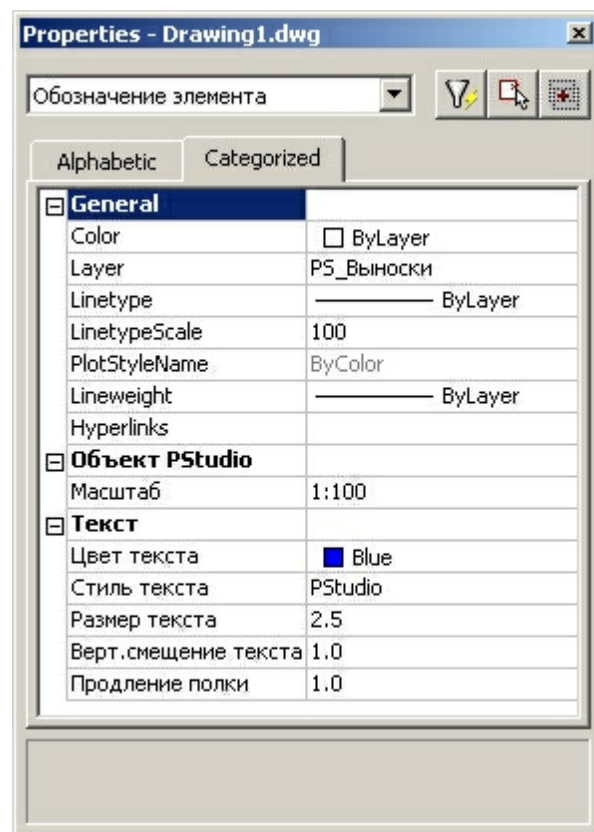 Properties - Drawing1.dwg
Обозначение элемента
Alphabetic Categorized
General
Color ByLayer
Layer PS_Выноски
Linetype ByLayer
LinetypeScale 100
PlotStyleName ByColor
Lineweight ByLayer
Hyperlinks
Объект PStudio
Масштаб 1:100
Текст
Цвет текста Blue
Стиль текста PStudio
Размер текста 2.5
Верт.смещение текста 1.0
Продление полки 1.0